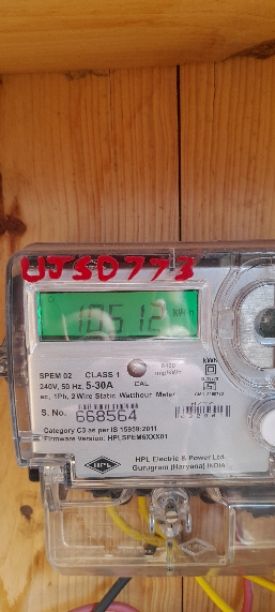 UJS0773
10512 kWh
SPEM 02 CLASS 1
240V, 50 Hz, 5-30A CAL
ac, 1Ph, 2 Wire Static Watthour Meter
S. No. 668564
Category C3 as per IS 15959:2011
HPL
HPL Electric & Power Ltd.
Gurugram (Haryana) INDIA
kWH